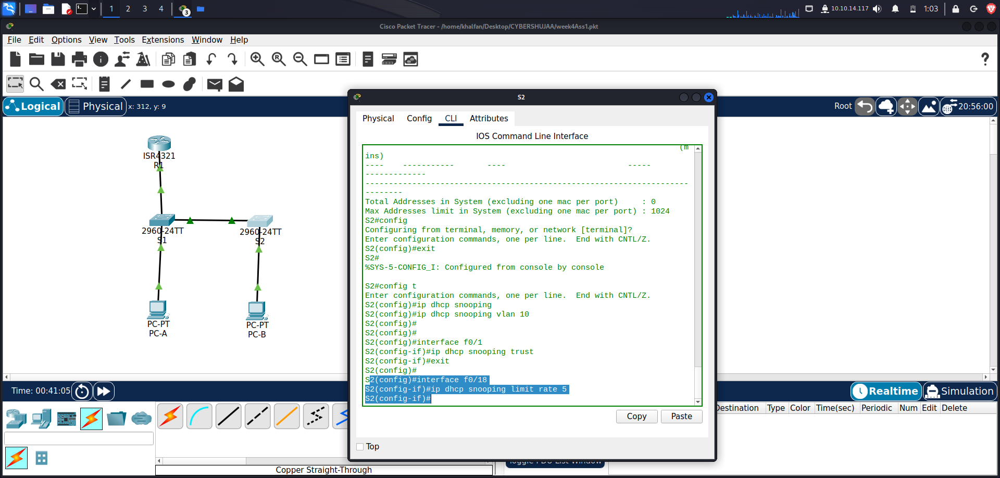 1 2 3 4
3
10.10.14.117
1:03
Cisco Packet Tracer - /home/khalfan/Desktop/CYBERSHUJAA/week4Ass1.pkt
File Edit Options View Tools Extensions Window Help
?
Logical Physical x: 312, y: 9
Root 20:56:00
ISR4321
R1
2960-24TT
S1
2960-24TT
S2
PC-PT
PC-A
PC-PT
PC-B
S2
Physical Config CLI Attributes
IOS Command Line Interface
(m
ins)
---- ----------- ---- -----
-------------
---------------------------------------------------------------------
--------
Total Addresses in System (excluding one mac per port) : 0
Max Addresses limit in System (excluding one mac per port) : 1024
S2#config
Configuring from terminal, memory, or network [terminal]?
Enter configuration commands, one per line. End with CNTL/Z.
S2(config)#exit
S2#
%SYS-5-CONFIG_I: Configured from console by console
S2#config t
Enter configuration commands, one per line. End with CNTL/Z.
S2(config)#ip dhcp snooping
S2(config)#ip dhcp snooping vlan 10
S2(config)#
S2(config)#
S2(config)#interface f0/1
S2(config-if)#ip dhcp snooping trust
S2(config-if)#exit
S2(config)#
S2(config)#interface f0/18
S2(config-if)#ip dhcp snooping limit rate 5
S2(config-if)#
Copy Paste
Top
Time: 00:41:05
Realtime Simulation
Destination Type Color Time(sec) Periodic Num Edit Delete
Toggle PDU List Window
Copper Straight-Through